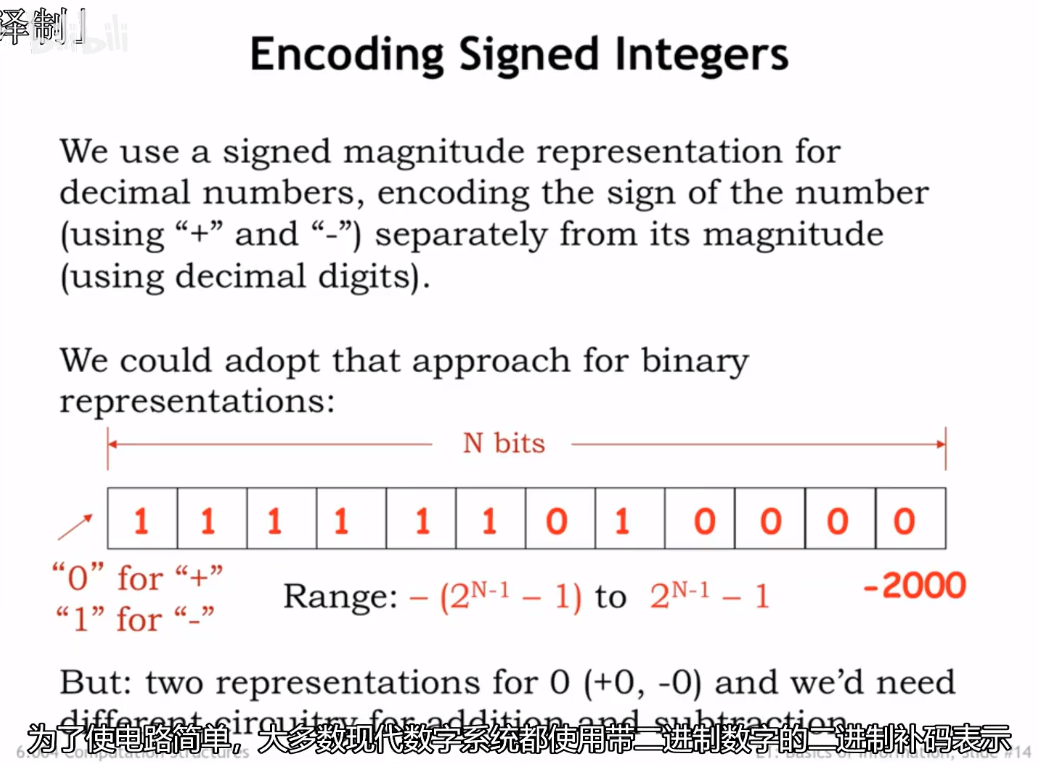 译制」
bilibili
Encoding Signed Integers
We use a signed magnitude representation for
decimal numbers, encoding the sign of the number
(using “+” and “-”) separately from its magnitude
(using decimal digits).
We could adopt that approach for binary
representations:
N bits
1 1 1 1 1 1 0 1 0 0 0 0
“0” for “+”
“1” for “-”
Range: – (2^N-1 – 1) to 2^N-1 – 1
-2000
But: two representations for 0 (+0, -0) and we’d need
different circuitry for addition and subtraction
为了使电路简单，大多数现代数字系统都使用带二进制数字的二进制补码表示
6.004 Computation Structures
L1: Basics of Information, Slide #14